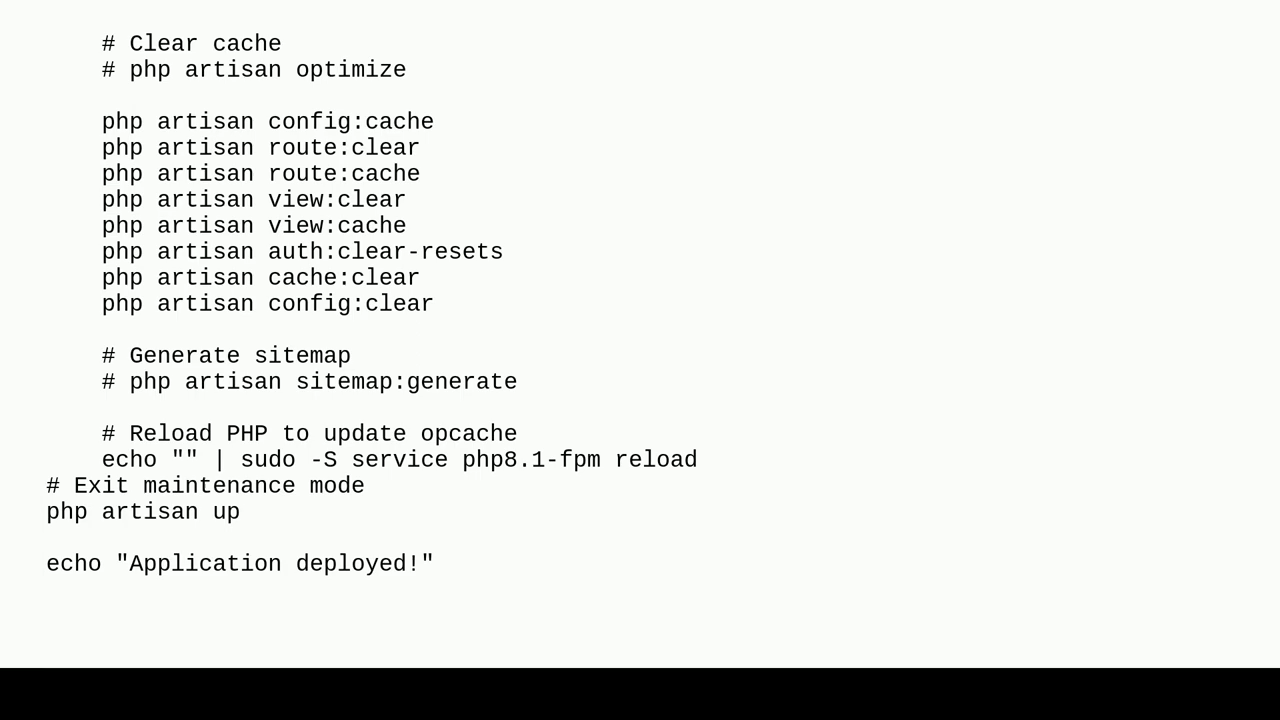 # Clear cache
# php artisan optimize
php artisan config:cache
php artisan route:clear
php artisan route:cache
php artisan view:clear
php artisan view:cache
php artisan auth:clear-resets
php artisan cache:clear
php artisan config:clear
# Generate sitemap
# php artisan sitemap:generate
# Reload PHP to update opcache
echo "" | sudo -S service php8.1-fpm reload
# Exit maintenance mode
php artisan up
echo "Application deployed!"